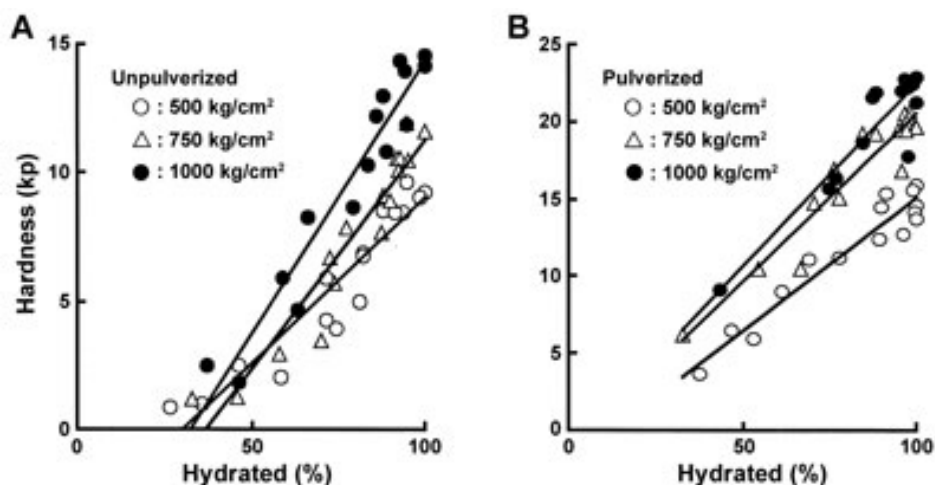 A
Hardness (kp)
15
10
5
0
Unpulverized
○ : 500 kg/cm²
△ : 750 kg/cm²
● : 1000 kg/cm²
0
50
100
Hydrated (%)
B
25
20
15
10
5
0
Pulverized
○ : 500 kg/cm²
△ : 750 kg/cm²
● : 1000 kg/cm²
0
50
100
Hydrated (%)